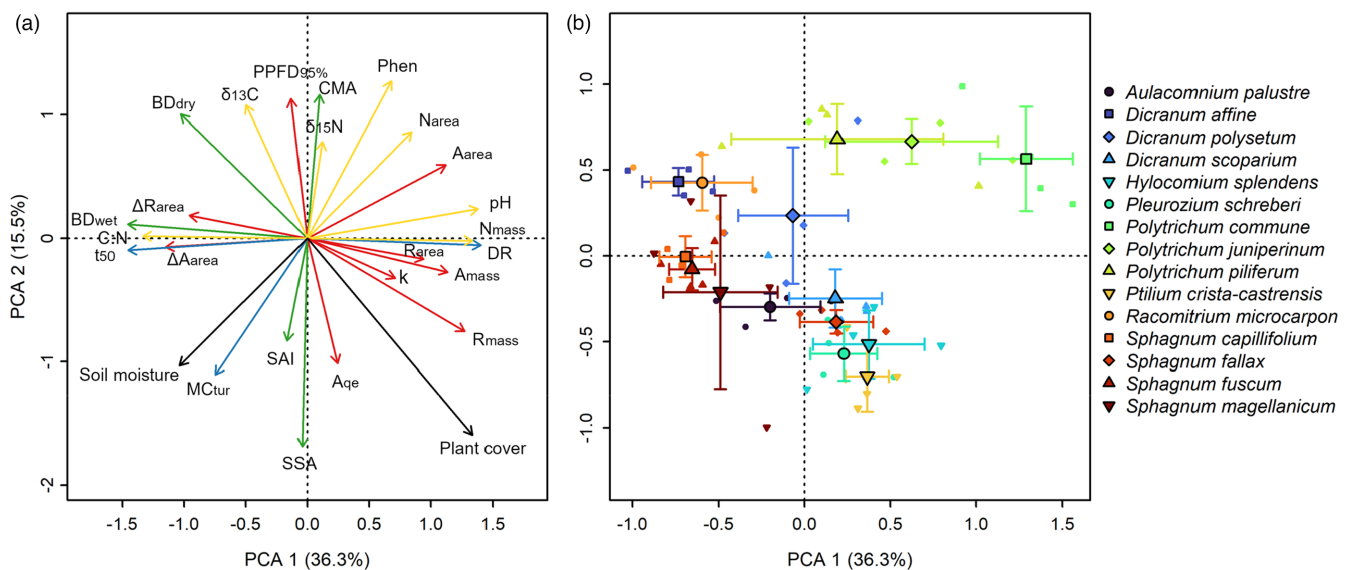 (a)
PCA 2 (15.5%)
1
0
-1
-2
-1.5
-1.0
-0.5
0.0
0.5
1.0
1.5
PCA 1 (36.3%)
PPFD95%
Phen
δ13C
CMA
BDdry
δ15N
Narea
Aarea
ΔRarea
pH
BDwet
Nmass
C:N
t50
ΔAarea
Rarea
DR
k
Amass
Rmass
SAI
Soil moisture
MCtur
Aqe
Plant cover
SSA
(b)
1.0
0.5
0.0
-0.5
-1.0
-1.0
-0.5
0.0
0.5
1.0
1.5
PCA 1 (36.3%)
Aulacomnium palustre
Dicranum affine
Dicranum polysetum
Dicranum scoparium
Hylocomium splendens
Pleurozium schreberi
Polytrichum commune
Polytrichum juniperinum
Polytrichum piliferum
Ptilium crista-castrensis
Racomitrium microcarpon
Sphagnum capillifolium
Sphagnum fallax
Sphagnum fuscum
Sphagnum magellanicum